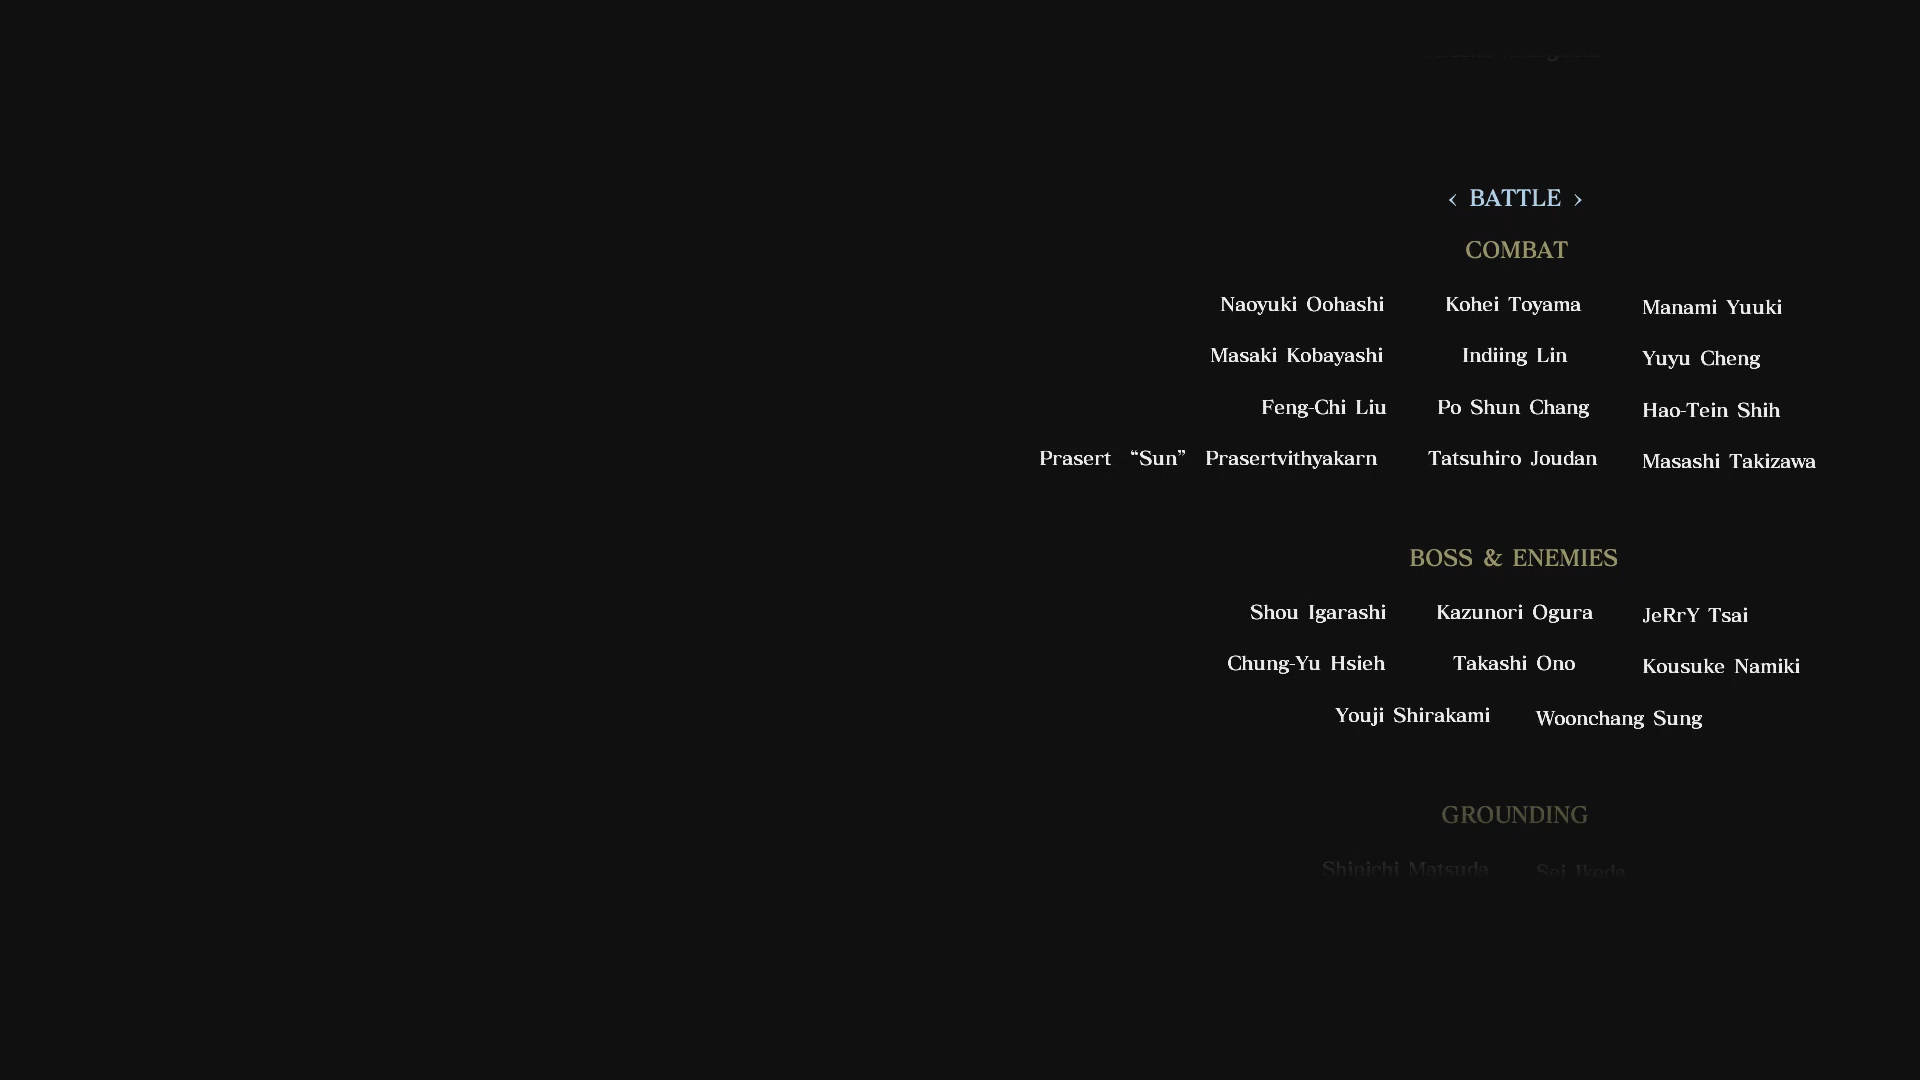 ‹ BATTLE ›
COMBAT
Naoyuki Oohashi Kohei Toyama Manami Yuuki
Masaki Kobayashi Indiing Lin Yuyu Cheng
Feng-Chi Liu Po Shun Chang Hao-Tein Shih
Prasert “Sun” Prasertvithyakarn Tatsuhiro Joudan Masashi Takizawa
BOSS & ENEMIES
Shou Igarashi Kazunori Ogura JeRrY Tsai
Chung-Yu Hsieh Takashi Ono Kousuke Namiki
Youji Shirakami Woonchang Sung
GROUNDING
Shinichi Matsuda Sei Ikeda